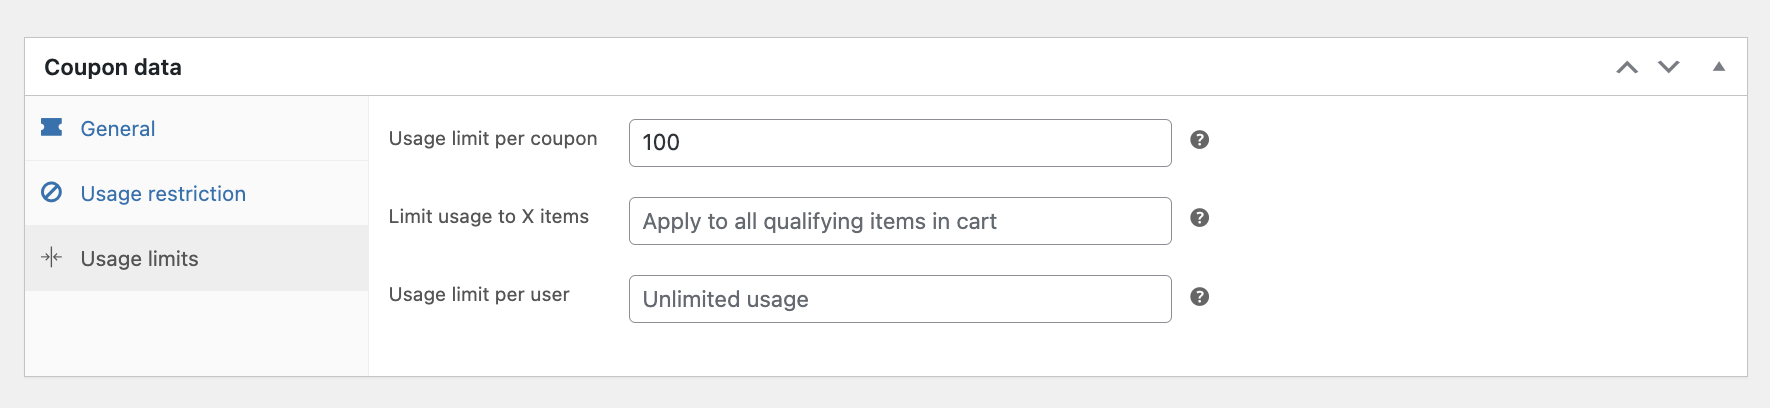 Coupon data
General
Usage restriction
Usage limits
Usage limit per coupon
100
Limit usage to X items
Apply to all qualifying items in cart
Usage limit per user
Unlimited usage